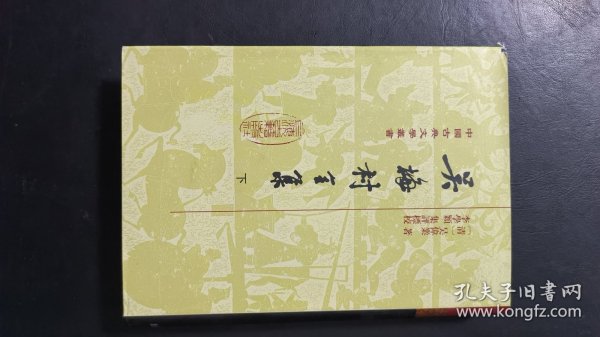 中國古典文學叢書
吴梅村全集 下
〔清〕吳偉業 著
李學穎 集評標校
孔夫子旧书网
www.kongfz.com